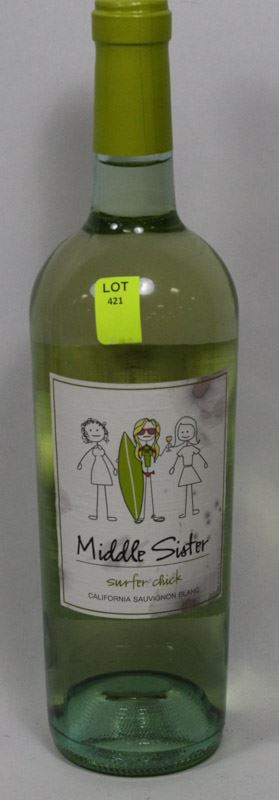 LOT
421
Middle Sister
surfer chick
CALIFORNIA SAUVIGNON BLANC